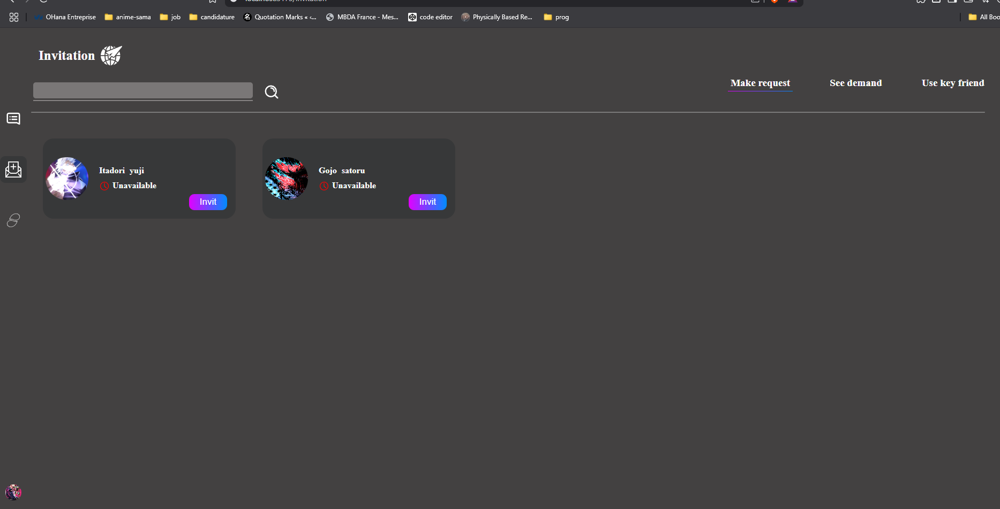 OHana Entreprise anime-sama job candidature Quotation Marks « ‹... MBDA France - Mes... code editor Physically Based Re... prog All Boo
Invitation
Make request See demand Use key friend
Itadori yuji
Unavailable
Invit
Gojo satoru
Unavailable
Invit